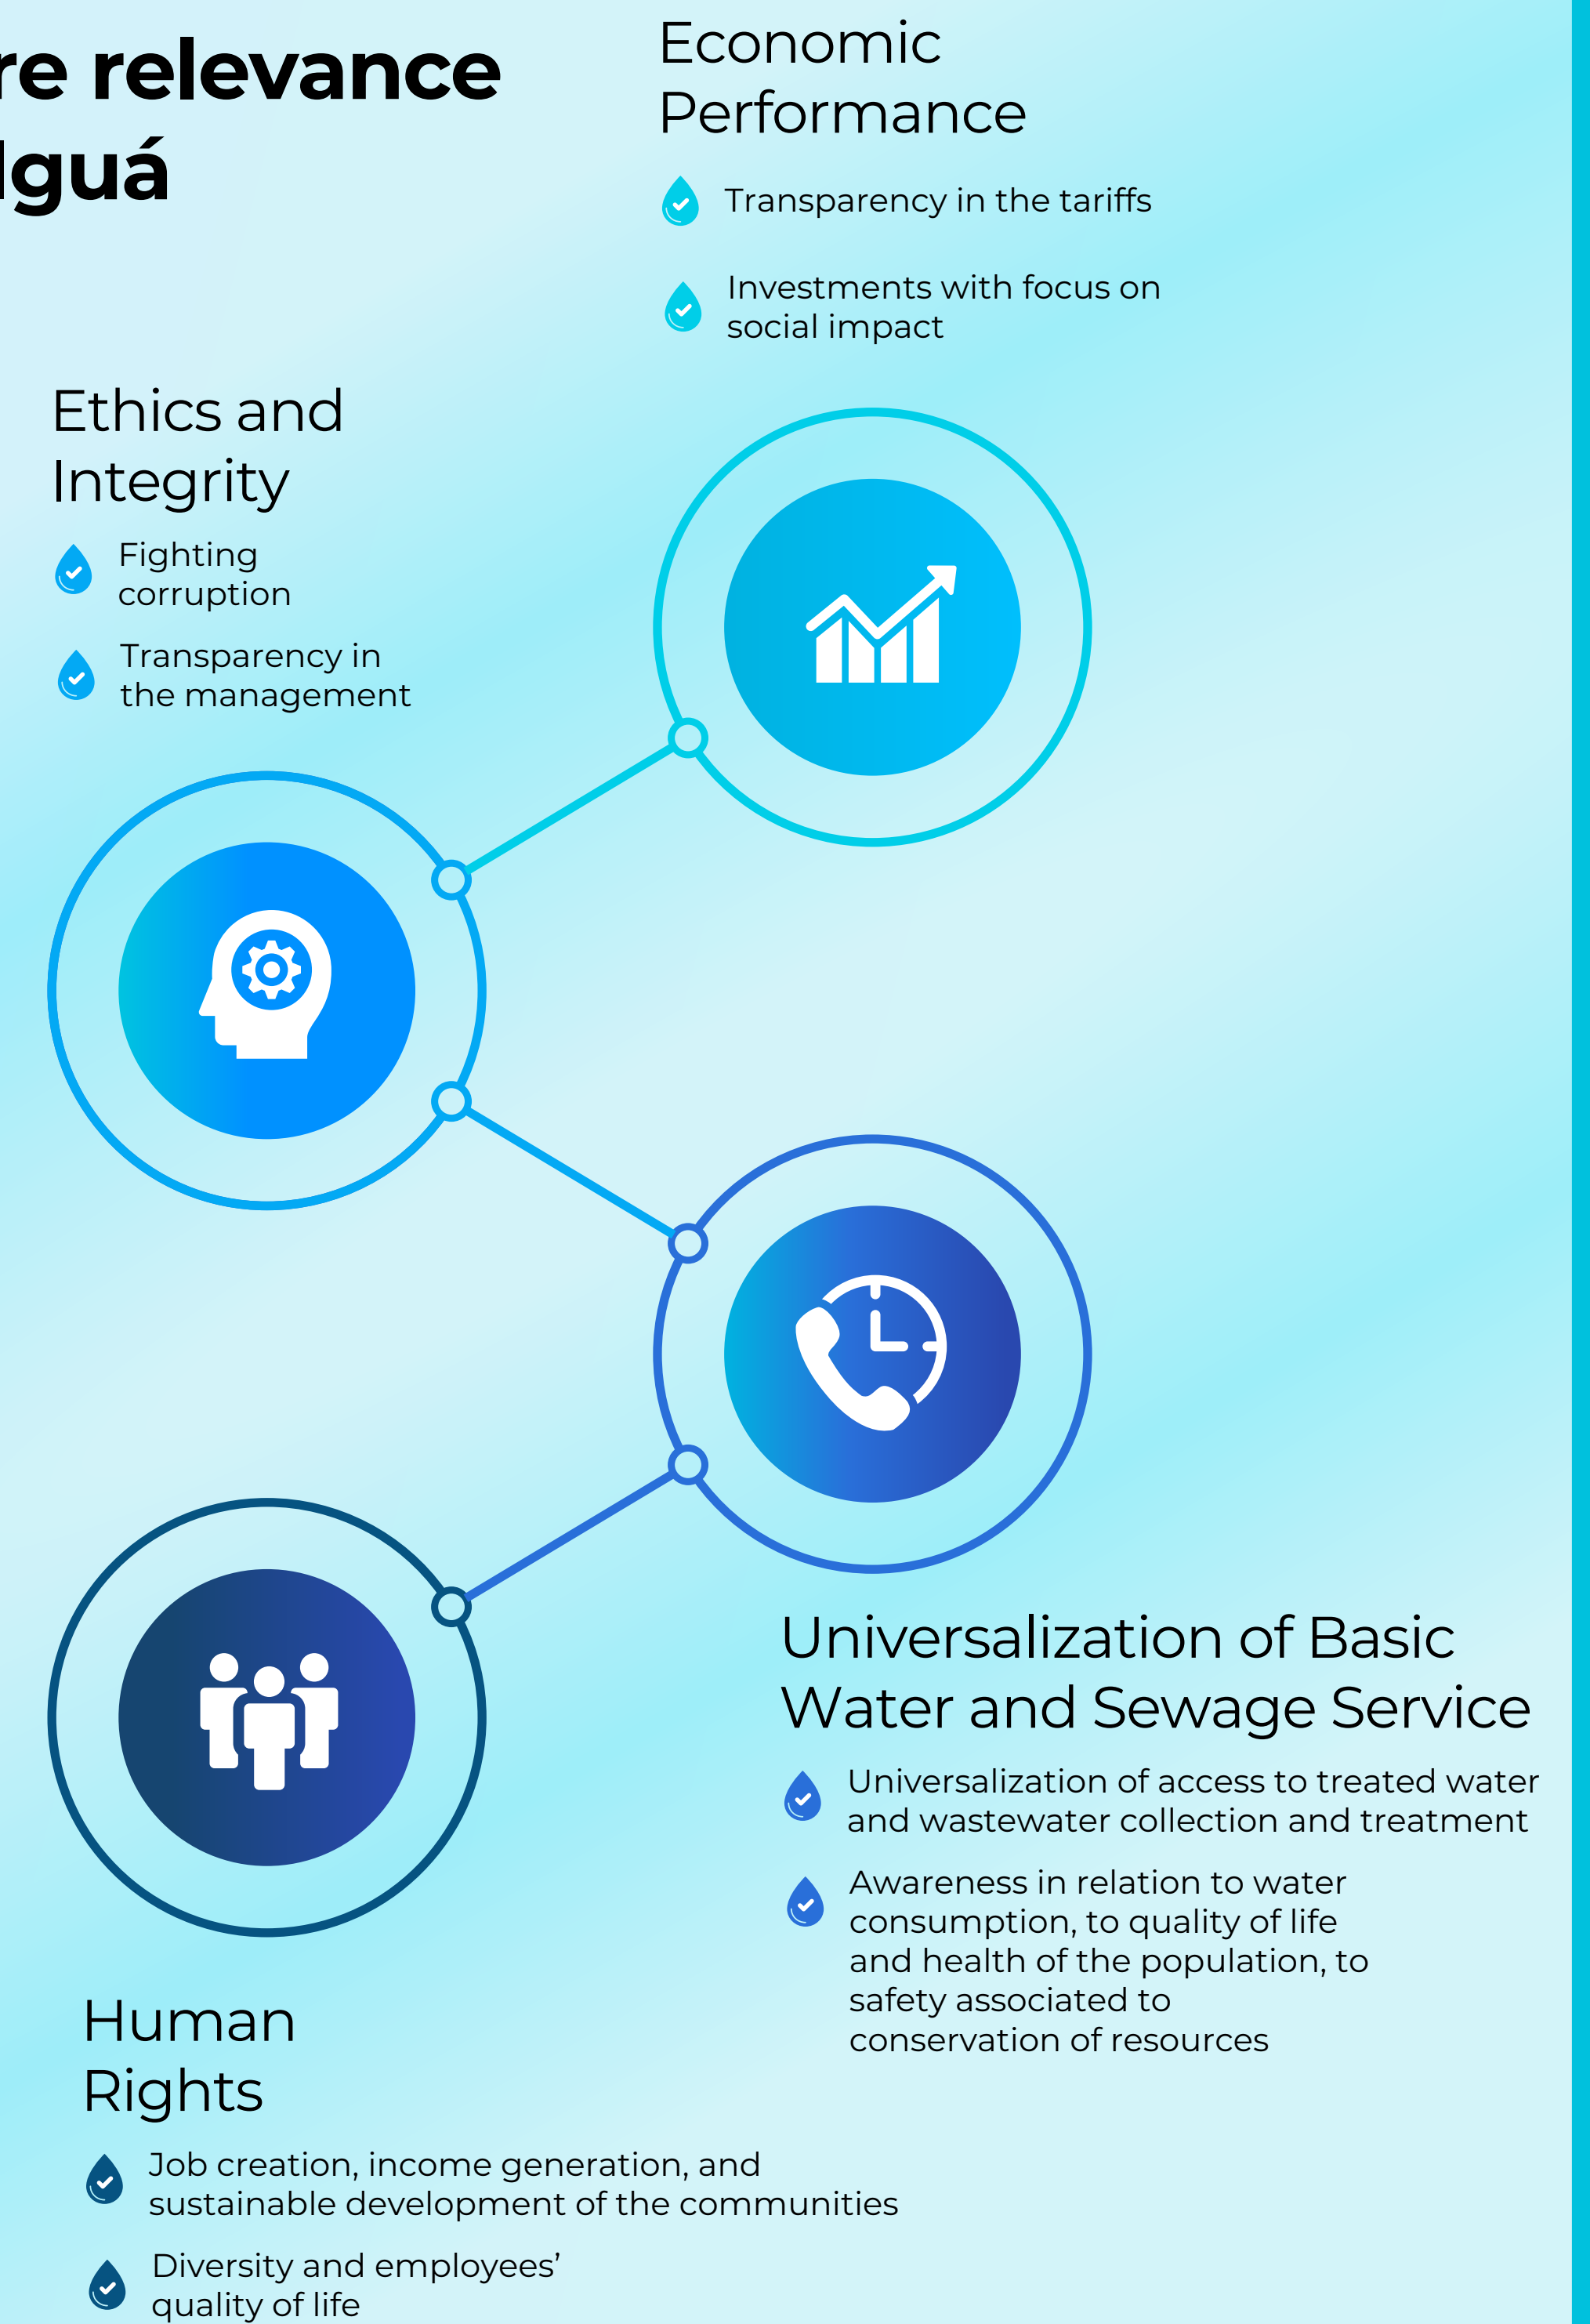 re relevance
Iguá
Economic
Performance
Transparency in the tariffs
Investments with focus on
social impact
Ethics and
Integrity
Fighting
corruption
Transparency in
the management
Universalization of Basic
Water and Sewage Service
Universalization of access to treated water
and wastewater collection and treatment
Awareness in relation to water
consumption, to quality of life
and health of the population, to
safety associated to
conservation of resources
Human
Rights
Job creation, income generation, and
sustainable development of the communities
Diversity and employees’
quality of life